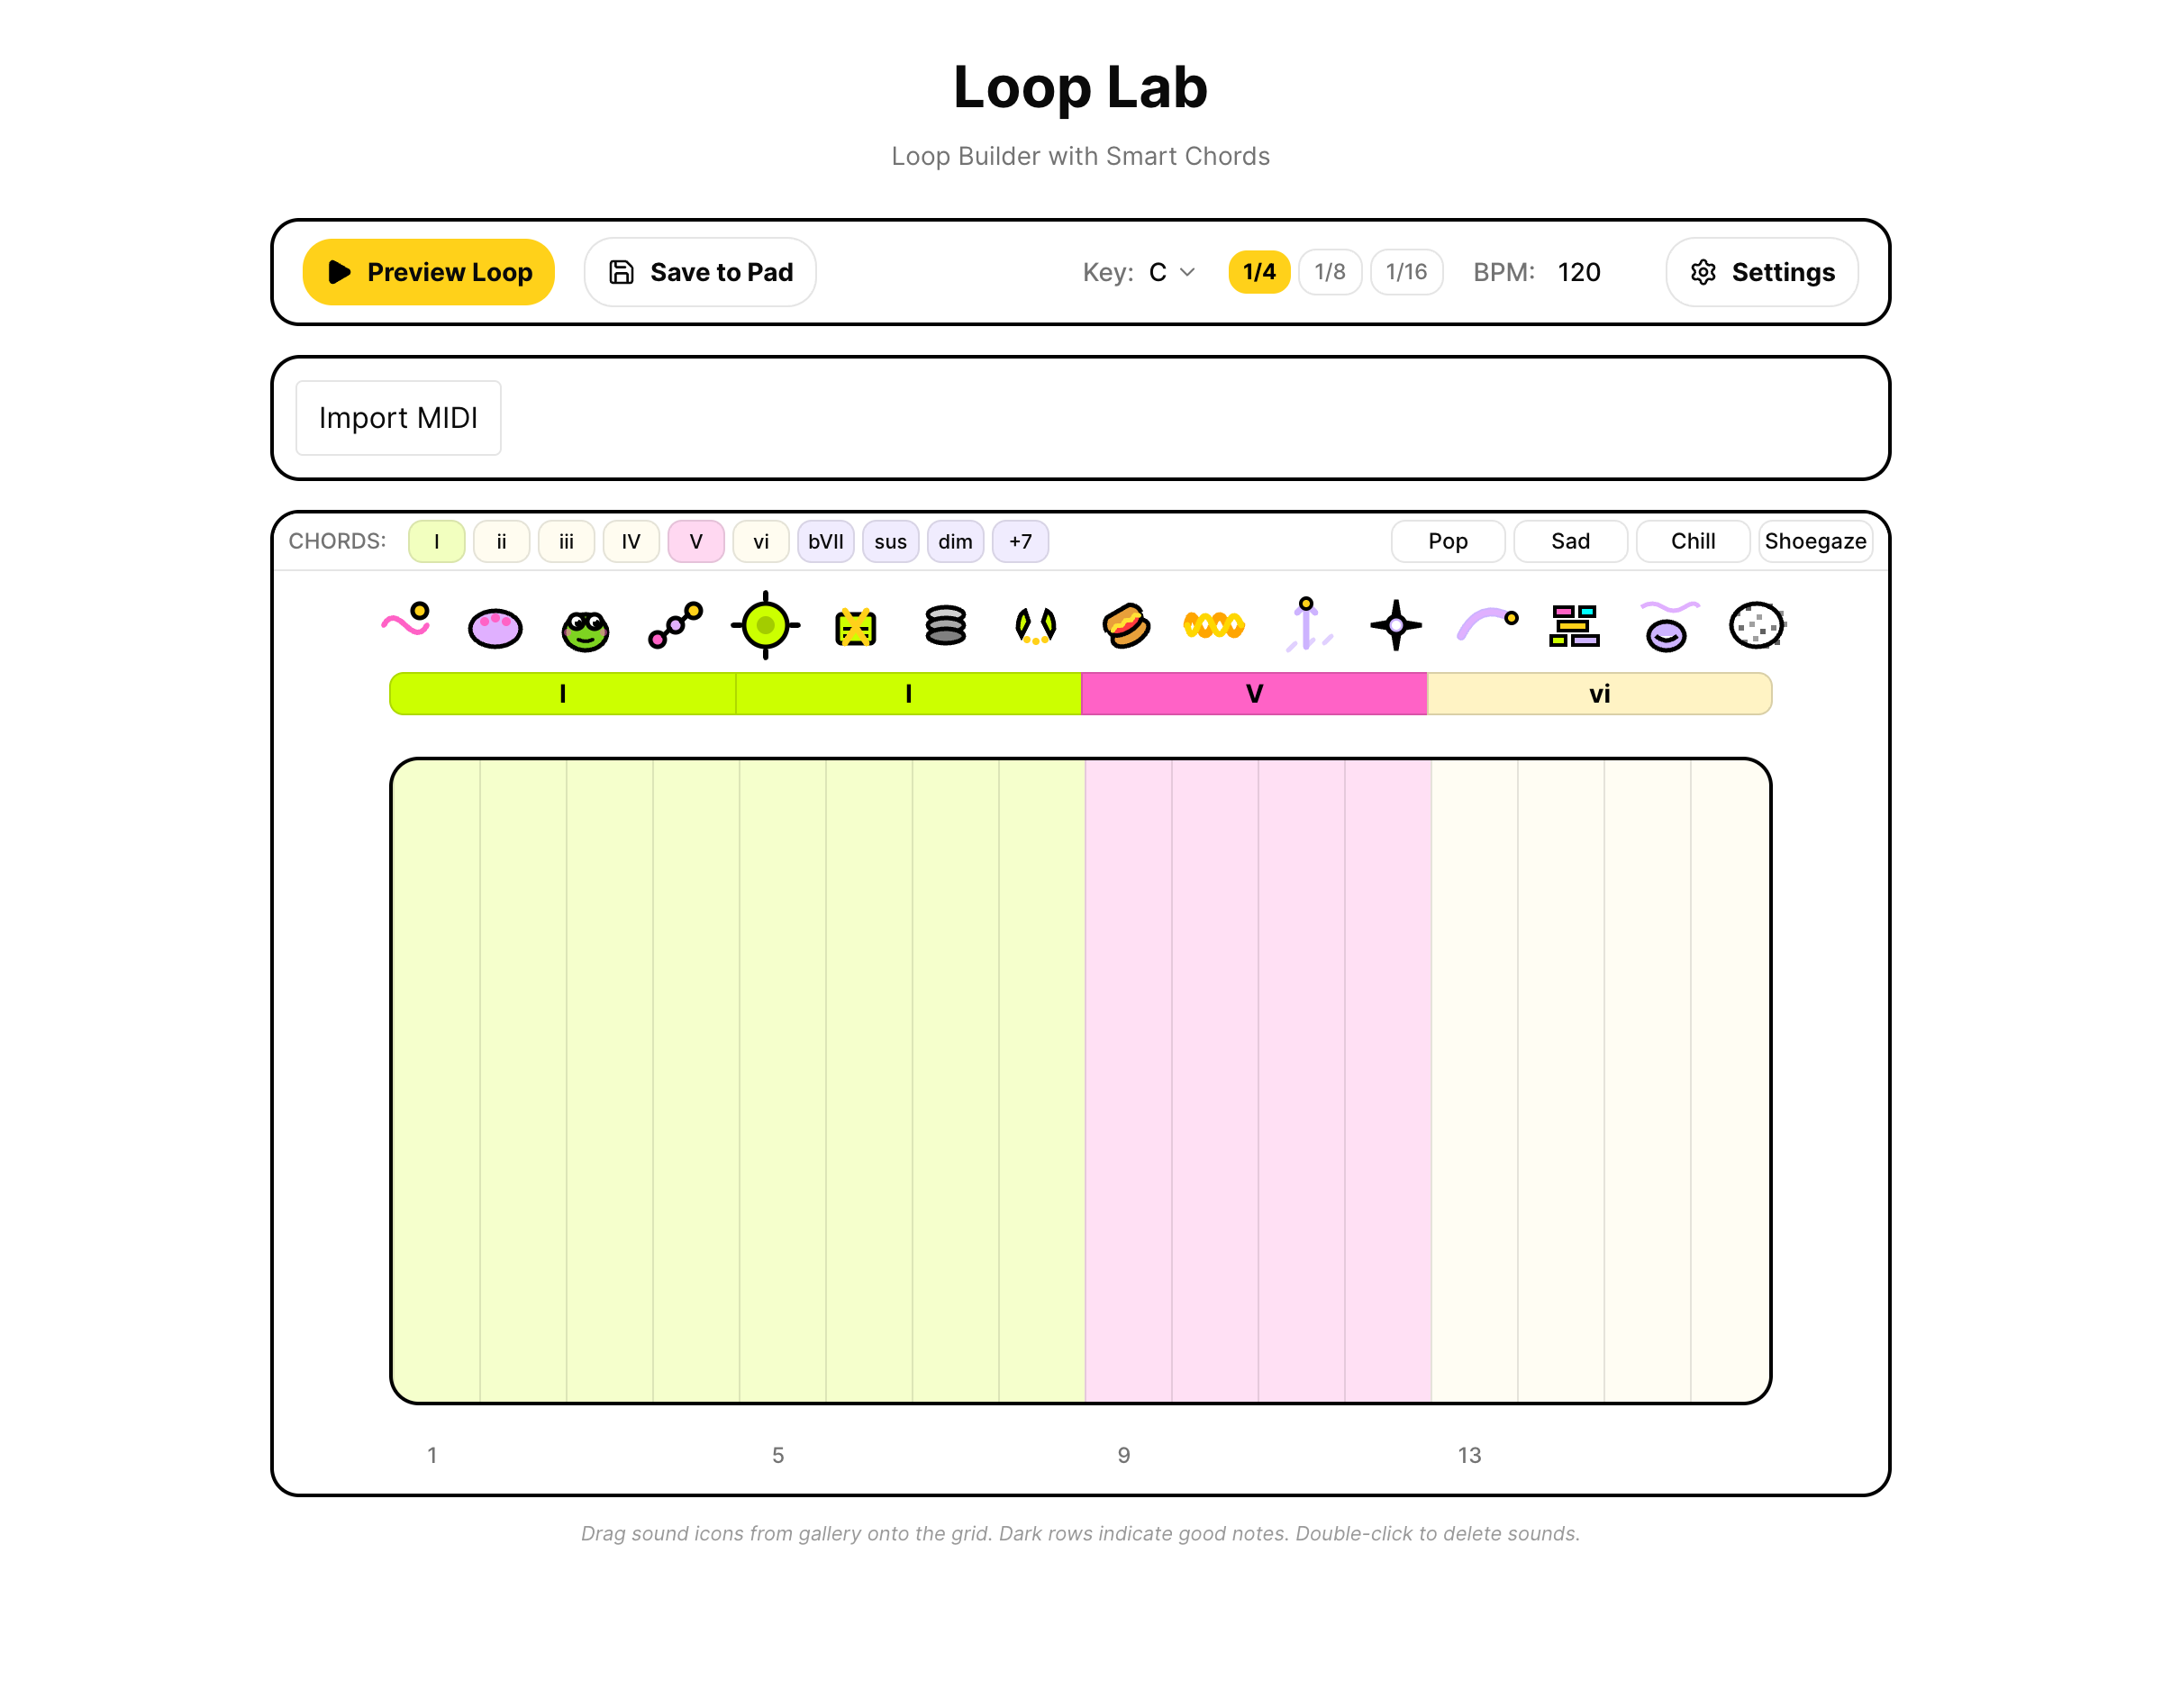 Loop Lab
Loop Builder with Smart Chords
Preview Loop Save to Pad Key: C 1/4 1/8 1/16 BPM: 120 Settings
Import MIDI
CHORDS: I ii iii IV V vi bVII sus dim +7 Pop Sad Chill Shoegaze
I I V vi
1 5 9 13
Drag sound icons from gallery onto the grid. Dark rows indicate good notes. Double-click to delete sounds.